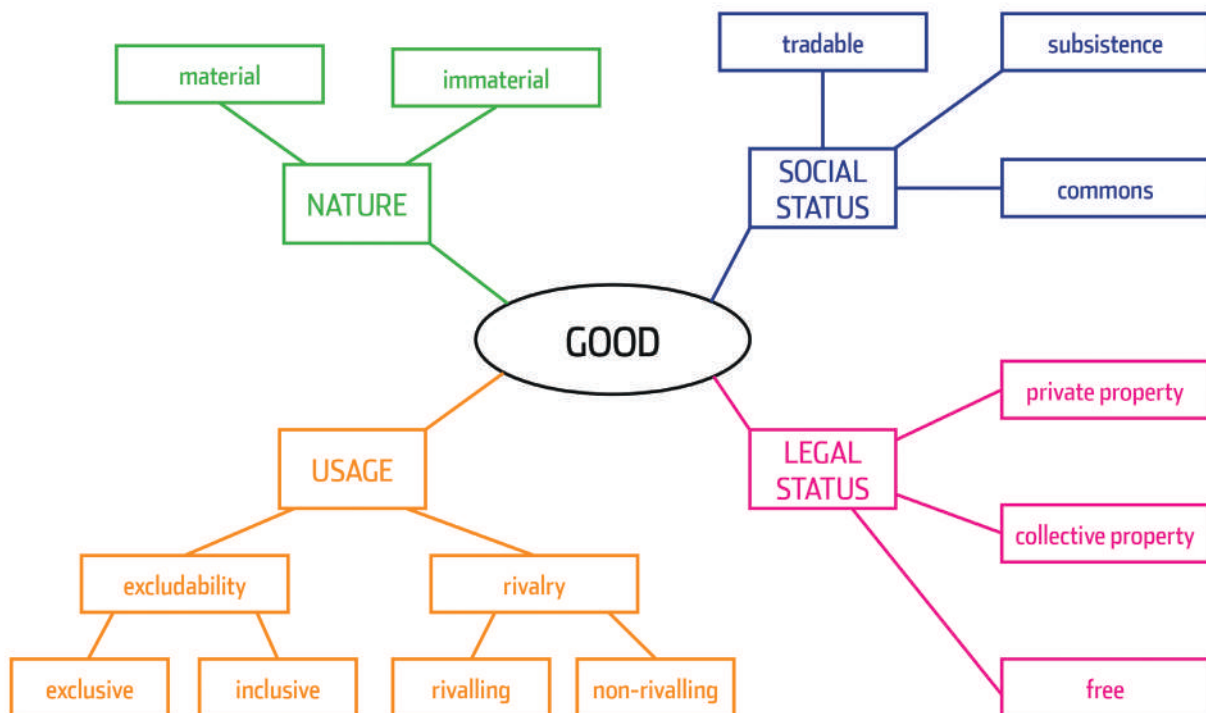 tradable
subsistence
material
immaterial
SOCIAL
STATUS
NATURE
commons
GOOD
private property
USAGE
LEGAL
STATUS
collective property
excludability
rivalry
exclusive
inclusive
rivalling
non-rivalling
free